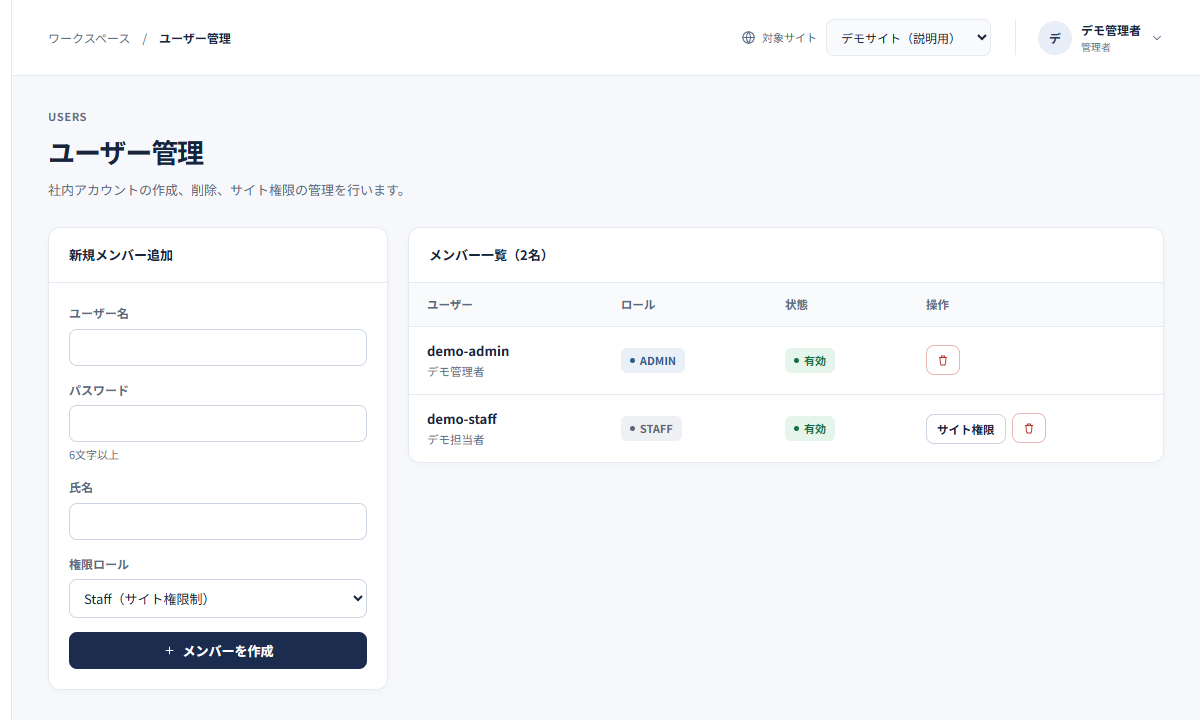 ワークスペース / ユーザー管理
対象サイト
デモサイト（説明用）
デ
デモ管理者
管理者
USERS
ユーザー管理
社内アカウントの作成、削除、サイト権限の管理を行います。
新規メンバー追加
ユーザー名
パスワード
6文字以上
氏名
権限ロール
Staff（サイト権限制）
＋ メンバーを作成
メンバー一覧（2名）
ユーザー ロール 状態 操作
demo-admin
デモ管理者
ADMIN
有効
demo-staff
デモ担当者
STAFF
有効
サイト権限